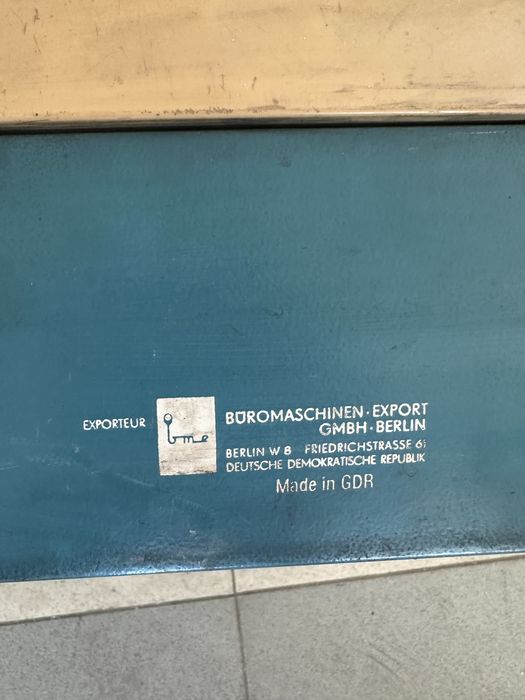 EXPORTEUR
bme
BÜROMASCHINEN·EXPORT
GMBH·BERLIN
BERLIN W 8 FRIEDRICHSTRASSE 61
DEUTSCHE DEMOKRATISCHE REPUBLIK
Made in GDR